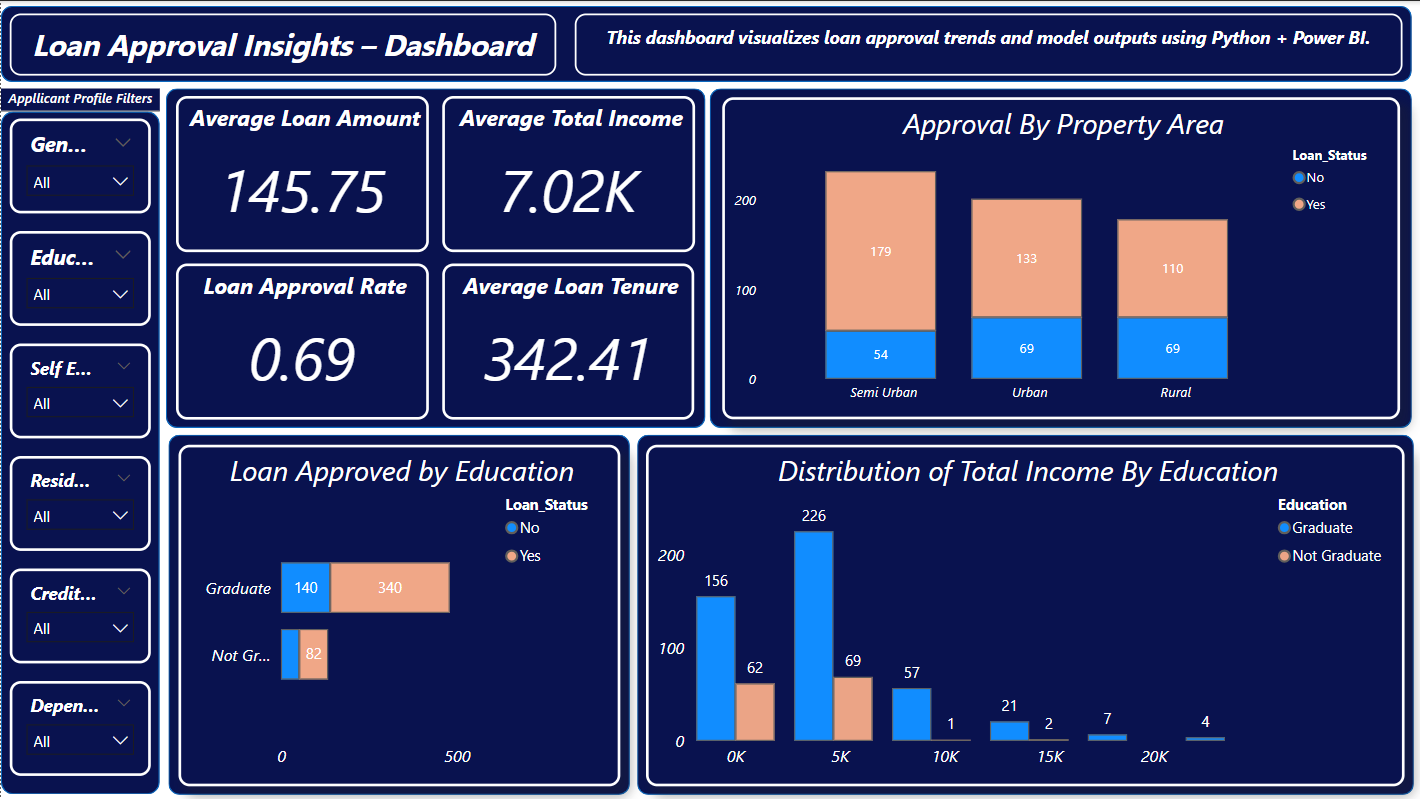 Loan Approval Insights – Dashboard
This dashboard visualizes loan approval trends and model outputs using Python + Power BI.
Appllicant Profile Filters
Gen...
All
Educ...
All
Self E...
All
Resid...
All
Credit...
All
Depen...
All
Average Loan Amount
145.75
Average Total Income
7.02K
Loan Approval Rate
0.69
Average Loan Tenure
342.41
Approval By Property Area
Loan_Status
No
Yes
200
100
0
179
133
110
54
69
69
Semi Urban
Urban
Rural
Loan Approved by Education
Loan_Status
No
Yes
Graduate
140
340
Not Gr...
82
0
500
Distribution of Total Income By Education
Education
Graduate
Not Graduate
200
100
0
156
62
226
69
57
1
21
2
7
4
0K
5K
10K
15K
20K